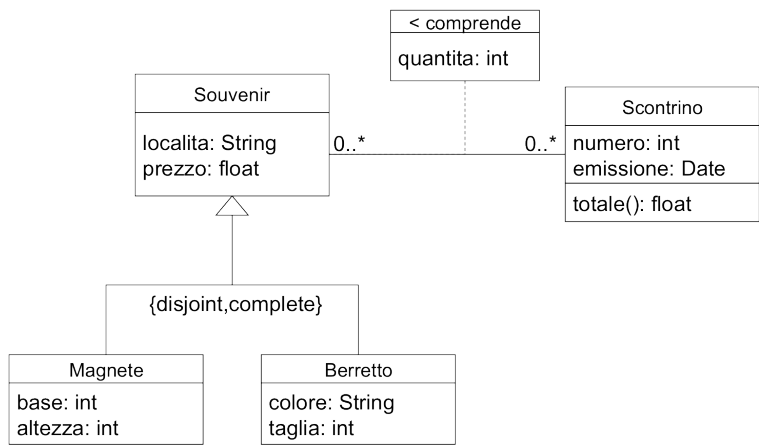 < comprende
quantita: int
Souvenir
localita: String
prezzo: float
0..*
0..*
Scontrino
numero: int
emissione: Date
totale(): float
{disjoint,complete}
Magnete
base: int
altezza: int
Berretto
colore: String
taglia: int